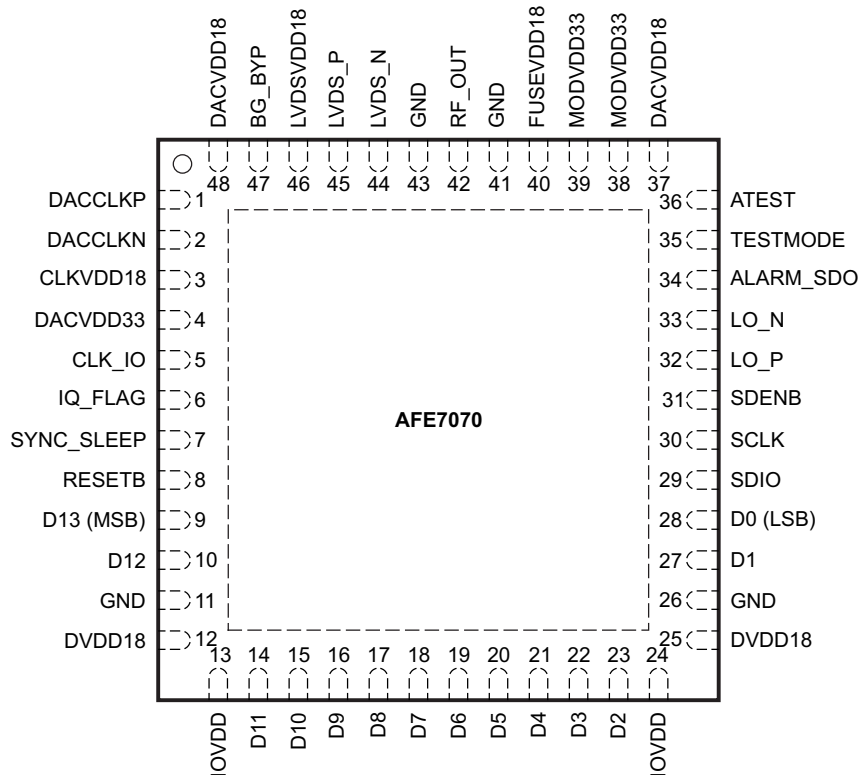 DACVDD18
BG_BYP
LVDSVDD18
LVDS_P
LVDS_N
GND
RF_OUT
GND
FUSEVDD18
MODVDD33
MODVDD33
DACVDD18
48
47
46
45
44
43
42
41
40
39
38
37
DACCLKP 1
DACCLKN 2
CLKVDD18 3
DACVDD33 4
CLK_IO 5
IQ_FLAG 6
SYNC_SLEEP 7
RESETB 8
D13 (MSB) 9
D12 10
GND 11
DVDD18 12
AFE7070
36 ATEST
35 TESTMODE
34 ALARM_SDO
33 LO_N
32 LO_P
31 SDENB
30 SCLK
29 SDIO
28 D0 (LSB)
27 D1
26 GND
25 DVDD18
13
14
15
16
17
18
19
20
21
22
23
24
IOVDD
D11
D10
D9
D8
D7
D6
D5
D4
D3
D2
IOVDD